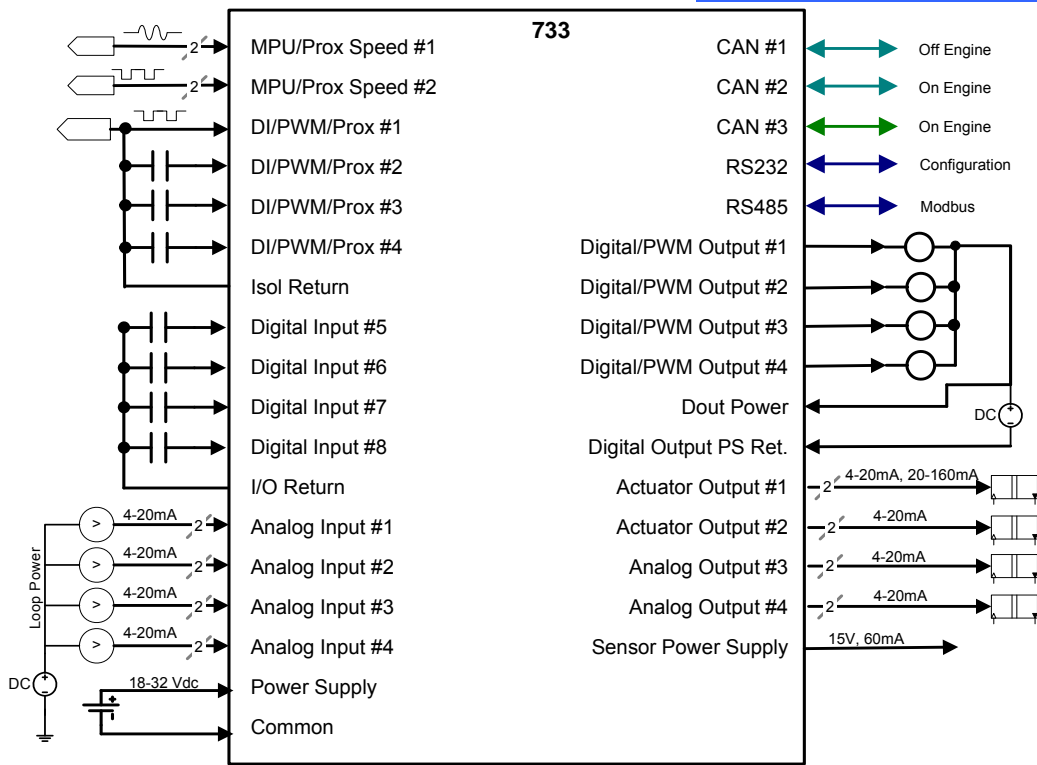 733
MPU/Prox Speed #1
2
MPU/Prox Speed #2
2
DI/PWM/Prox #1
DI/PWM/Prox #2
DI/PWM/Prox #3
DI/PWM/Prox #4
Isol Return
Digital Input #5
Digital Input #6
Digital Input #7
Digital Input #8
I/O Return
Loop Power
> 4-20mA 2 Analog Input #1
> 4-20mA 2 Analog Input #2
> 4-20mA 2 Analog Input #3
> 4-20mA 2 Analog Input #4
DC + -
18-32 Vdc Power Supply
+
Common
CAN #1 Off Engine
CAN #2 On Engine
CAN #3 On Engine
RS232 Configuration
RS485 Modbus
Digital/PWM Output #1
Digital/PWM Output #2
Digital/PWM Output #3
Digital/PWM Output #4
Dout Power
DC + -
Digital Output PS Ret.
Actuator Output #1 2 4-20mA, 20-160mA
Actuator Output #2 2 4-20mA
Analog Output #3 2 4-20mA
Analog Output #4 2 4-20mA
Sensor Power Supply 15V, 60mA